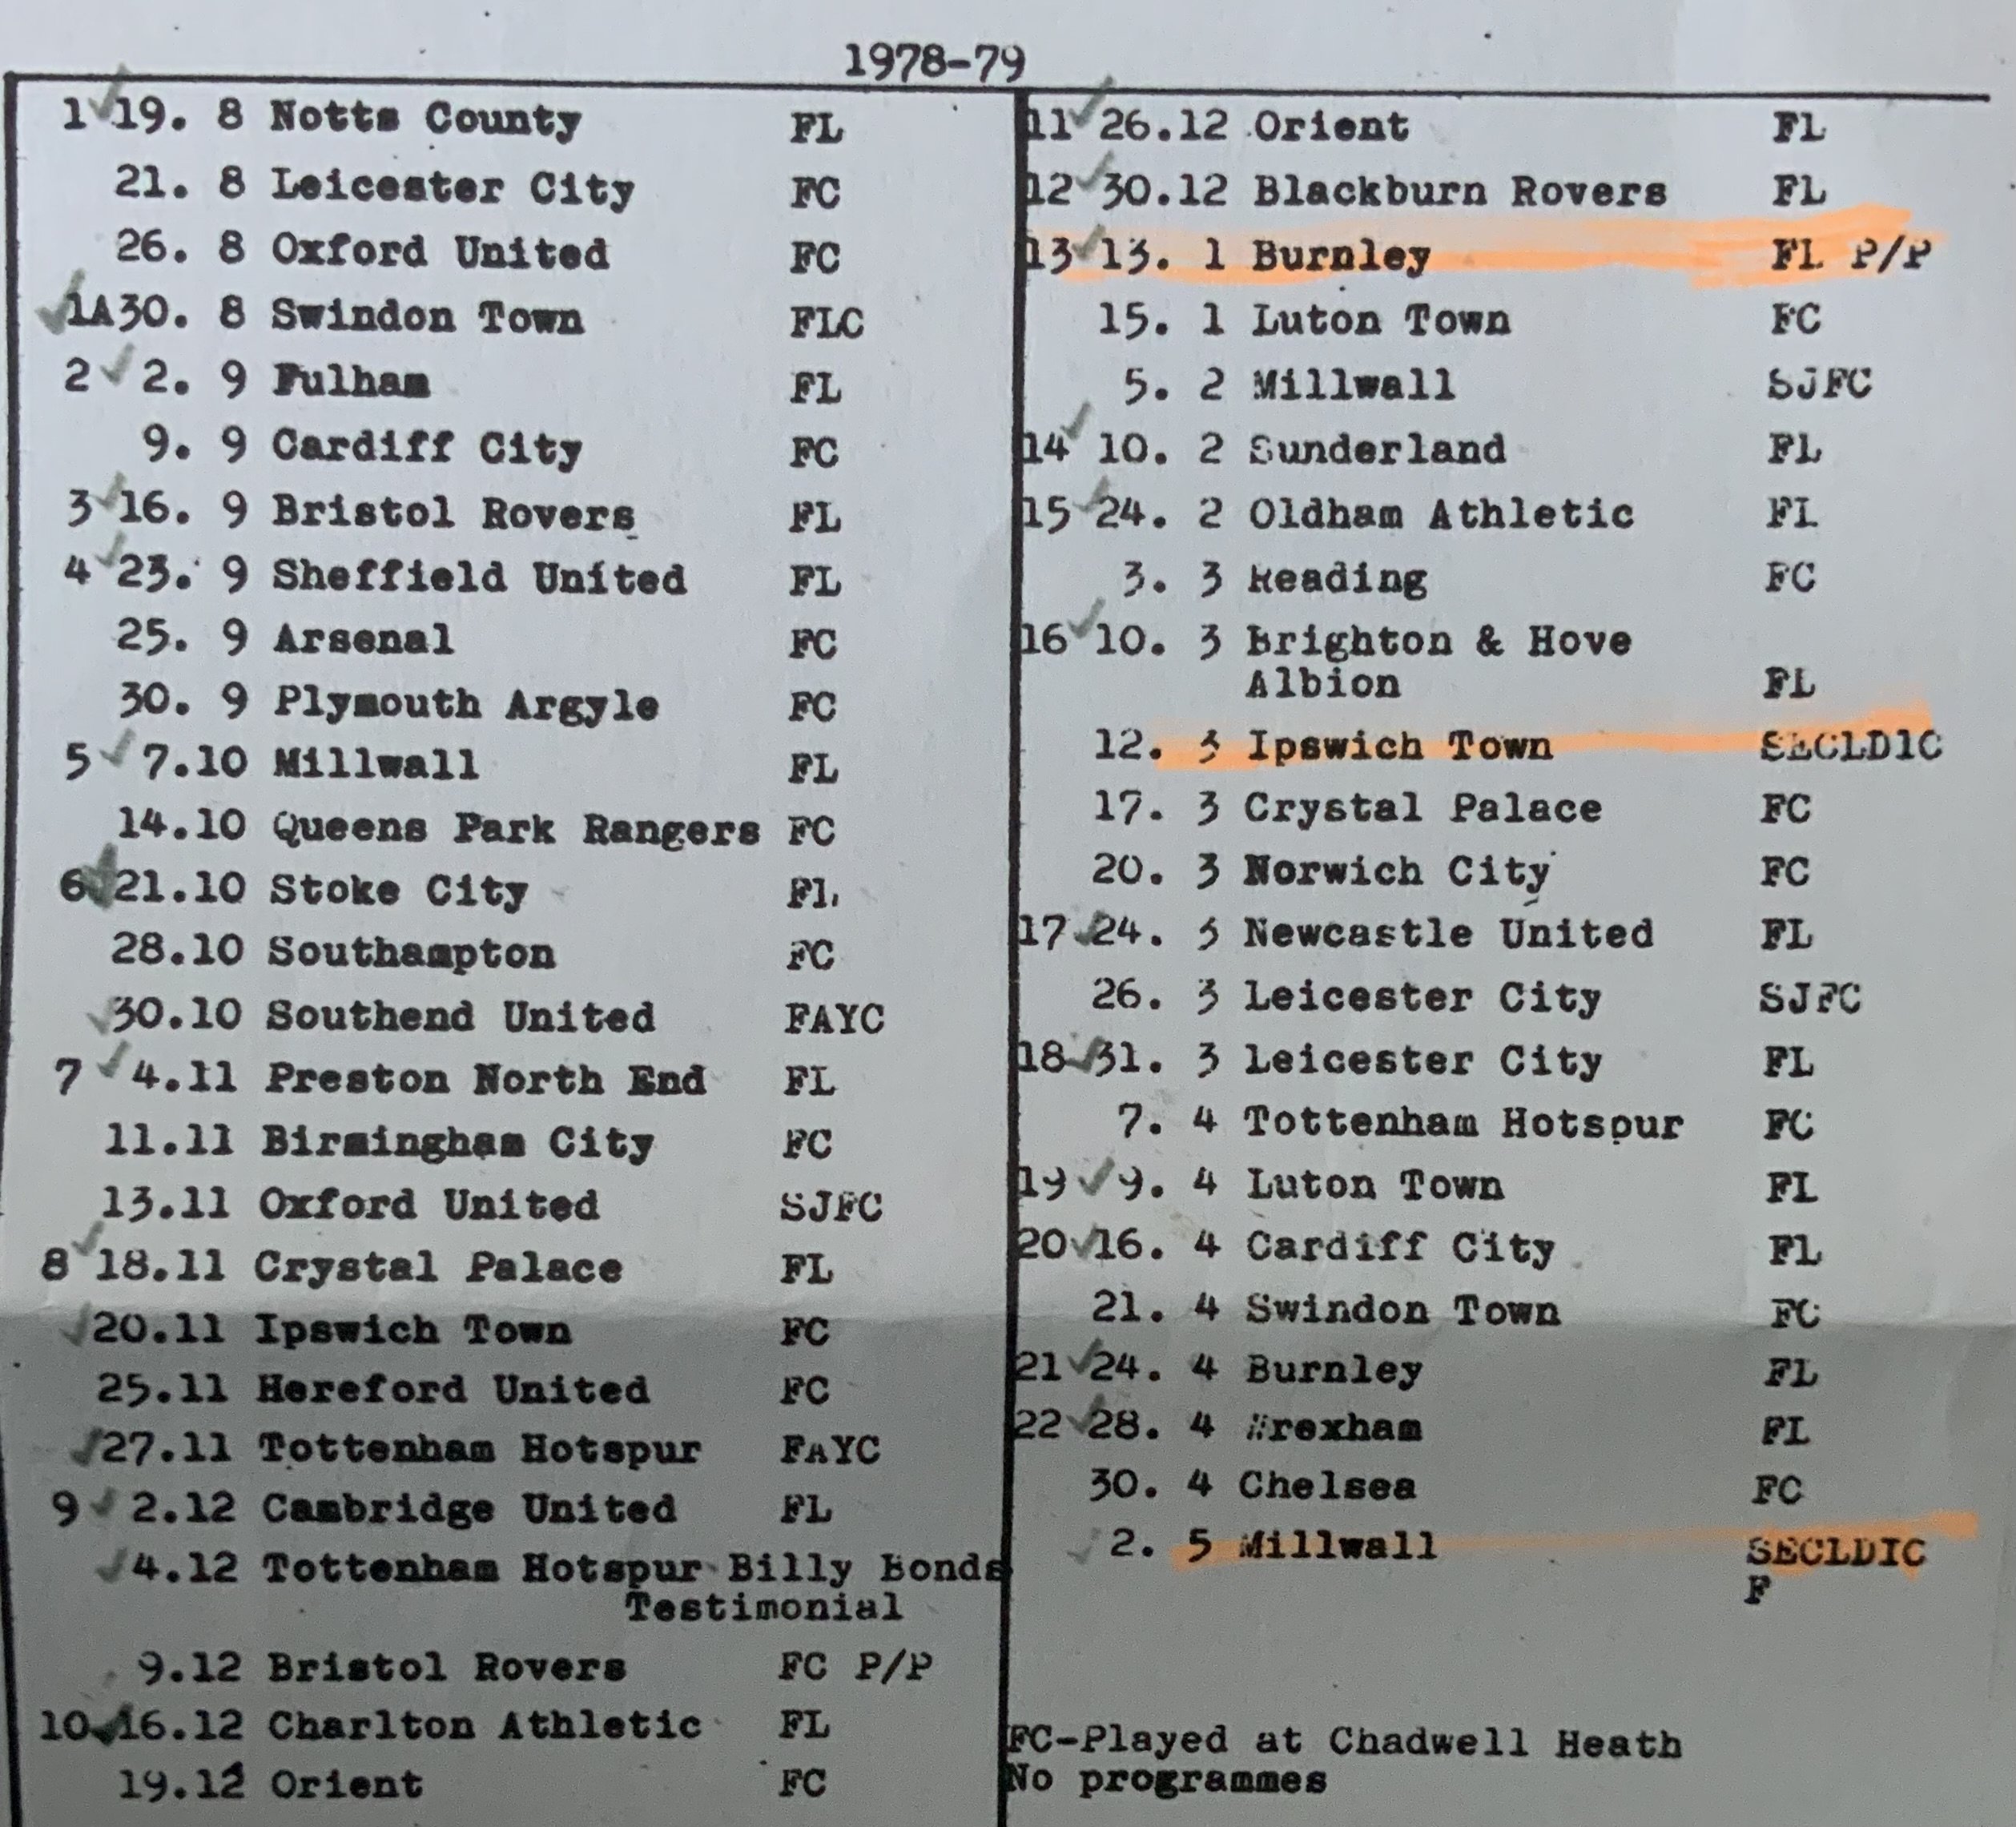 1978-79
1 19. 8 Notts County FL
21. 8 Leicester City FC
26. 8 Oxford United FC
1A 30. 8 Swindon Town FLC
2 2. 9 Fulham FL
9. 9 Cardiff City FC
3 16. 9 Bristol Rovers FL
4 23. 9 Sheffield United FL
25. 9 Arsenal FC
30. 9 Plymouth Argyle FC
5 7.10 Millwall FL
14.10 Queens Park Rangers FC
6 21.10 Stoke City FL
28.10 Southampton FC
30.10 Southend United FAYC
7 4.11 Preston North End FL
11.11 Birmingham City FC
13.11 Oxford United SJFC
8 18.11 Crystal Palace FL
20.11 Ipswich Town FC
25.11 Hereford United FC
27.11 Tottenham Hotspur FAYC
9 2.12 Cambridge United FL
4.12 Tottenham Hotspur Billy Bonds
Testimonial
9.12 Bristol Rovers FC P/P
10 16.12 Charlton Athletic FL
19.12 Orient FC
11 26.12 Orient FL
12 30.12 Blackburn Rovers FL
13 13. 1 Burnley FL P/P
15. 1 Luton Town FC
5. 2 Millwall SJFC
14 10. 2 Sunderland FL
15 24. 2 Oldham Athletic FL
3. 3 Reading FC
16 10. 3 Brighton & Hove
Albion FL
12. 3 Ipswich Town SECLDIC
17. 3 Crystal Palace FC
20. 3 Norwich City FC
17 24. 3 Newcastle United FL
26. 3 Leicester City SJFC
18 31. 3 Leicester City FL
7. 4 Tottenham Hotspur FC
19 9. 4 Luton Town FL
20 16. 4 Cardiff City FL
21. 4 Swindon Town FC
21 24. 4 Burnley FL
22 28. 4 Wrexham FL
30. 4 Chelsea FC
2. 5 Millwall SECLDIC
F
FC-Played at Chadwell Heath
No programmes